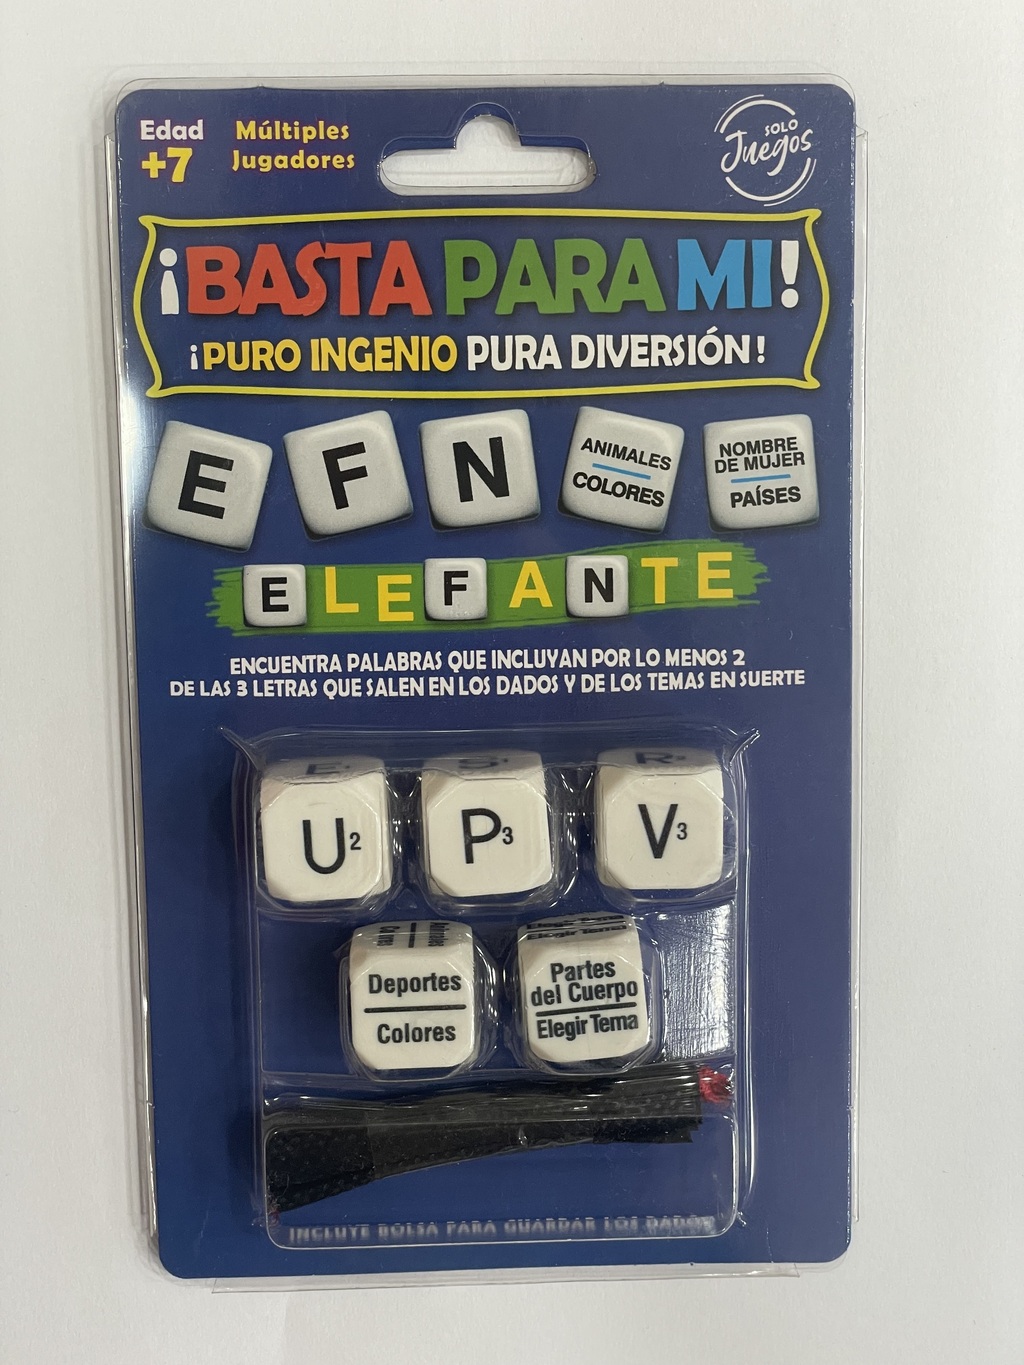 Edad
+7
Múltiples
Jugadores
SOLO
Juegos
¡BASTA PARA MI!
¡PURO INGENIO PURA DIVERSIÓN!
E
F
N
ANIMALES
COLORES
NOMBRE
DE MUJER
PAÍSES
ELEFANTE
ENCUENTRA PALABRAS QUE INCLUYAN POR LO MENOS 2
DE LAS 3 LETRAS QUE SALEN EN LOS DADOS Y DE LOS TEMAS EN SUERTE
U2
P3
V3
Deportes
Colores
Elegir Tema
Partes
del Cuerpo
Elegir Tema
INCLUYE BOLSA PARA GUARDAR LOS DADOS